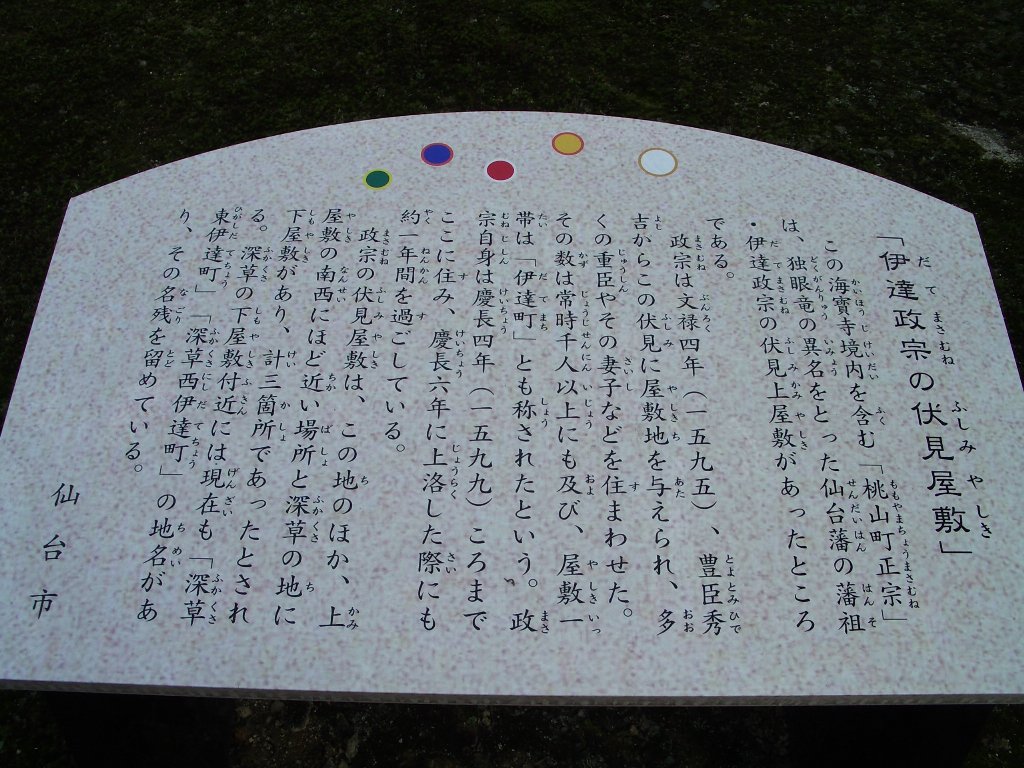 「伊達政宗の伏見屋敷」
この海寶寺境内を含む「桃山町正宗」
は、独眼竜の異名をとった仙台藩の藩祖
・伊達政宗の伏見上屋敷があったところ
である。
政宗は文禄四年（一五九五）、豊臣秀
吉からこの伏見に屋敷地を与えられ、多
くの重臣やその妻子などを住まわせた。
その数は常時千人以上にも及び、屋敷一
帯は「伊達町」とも称されたという。政
宗自身は慶長四年（一五九九）ころまで
ここに住み、慶長六年に上洛した際にも
約一年間を過ごしている。
政宗の伏見屋敷は、この地のほか、上
屋敷の南西にほど近い場所と深草の地に
下屋敷があり、計三箇所であったとされ
る。深草の下屋敷付近には現在も「深草
東伊達町」「深草西伊達町」の地名があ
り、その名残を留めている。
仙台市